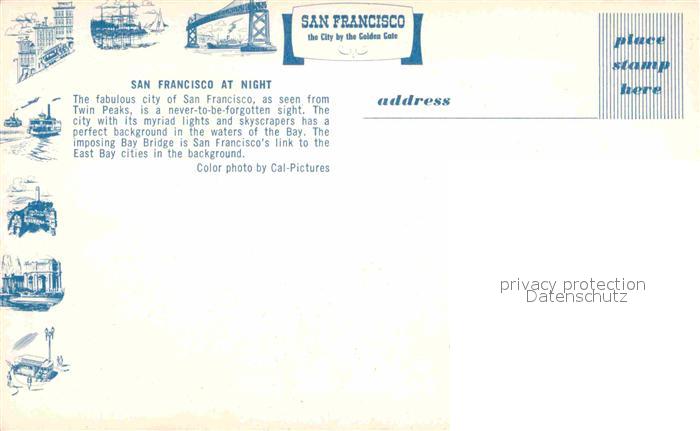 SAN FRANCISCO
the City by the Golden Gate
SAN FRANCISCO AT NIGHT
The fabulous city of San Francisco, as seen from
Twin Peaks, is a never-to-be-forgotten sight. The
city with its myriad lights and skyscrapers has a
perfect background in the waters of the Bay. The
imposing Bay Bridge is San Francisco's link to the
East Bay cities in the background.
Color photo by Cal-Pictures
address
place
stamp
here
privacy protection
Datenschutz